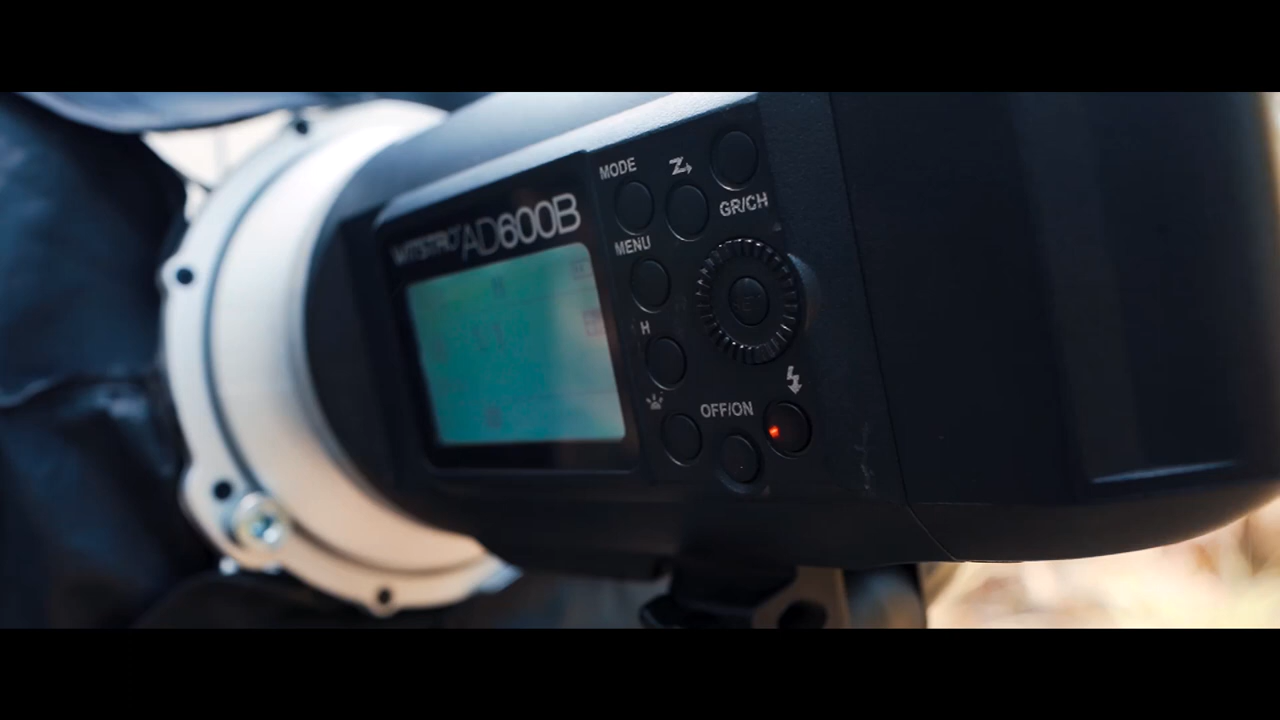 WITSTRO AD600B
MODE
GR/CH
MENU
H
OFF/ON